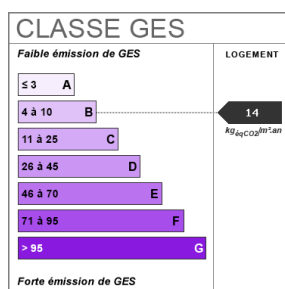 CLASSE GES
Faible émission de GES
LOGEMENT
≤ 3 A
4 à 10 B
14
kgéqCO2/m².an
11 à 25 C
26 à 45 D
46 à 70 E
71 à 95 F
> 95 G
Forte émission de GES